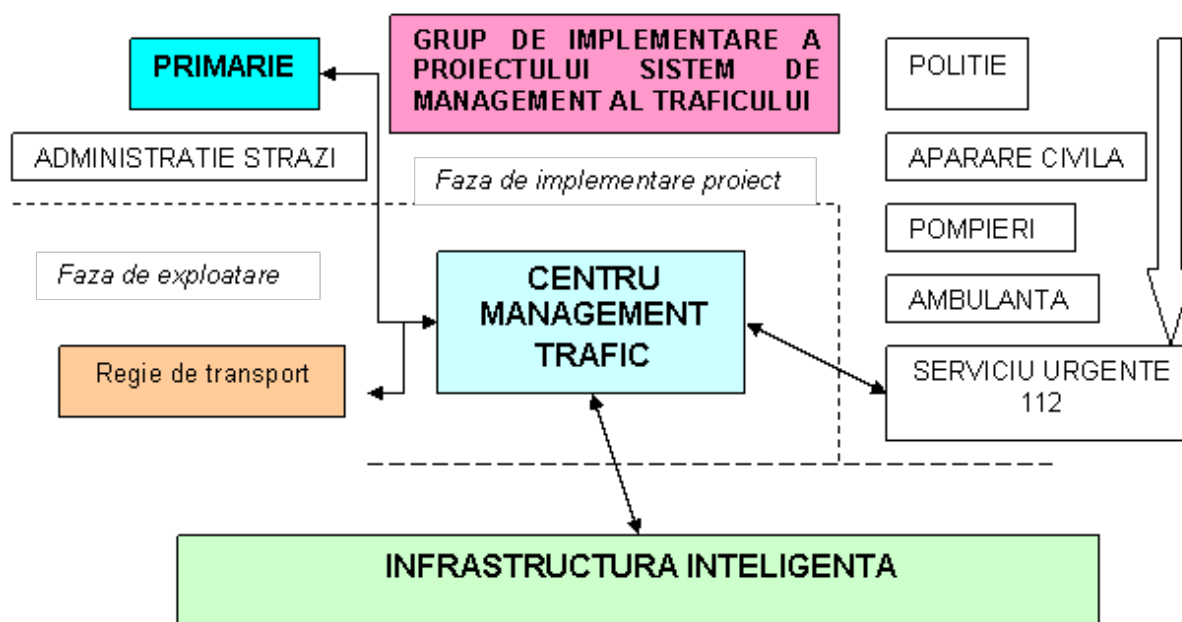 PRIMARIE
GRUP DE IMPLEMENTARE A
PROIECTULUI SISTEM DE
MANAGEMENT AL TRAFICULUI
POLITIE
ADMINISTRATIE STRAZI
Faza de implementare proiect
APARARE CIVILA
POMPIERI
Faza de exploatare
CENTRU
MANAGEMENT
TRAFIC
AMBULANTA
Regie de transport
SERVICIU URGENTE
112
INFRASTRUCTURA INTELIGENTA